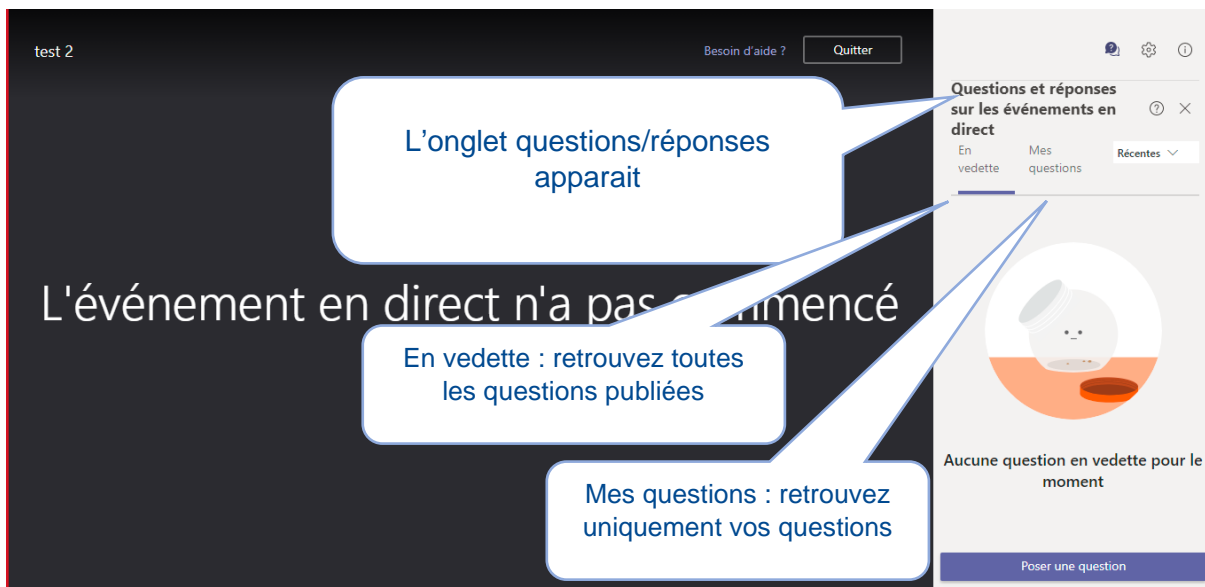 test 2
Besoin d'aide ?
Quitter
L'onglet questions/réponses
apparait
L'événement en direct n'a pas
En vedette : retrouvez toutes
les questions publiées
Mes questions : retrouvez
uniquement vos questions
Questions et réponses
sur les événements en
direct
En
vedette
Mes
questions
Récentes
Aucune question en vedette pour le
moment
Poser une question